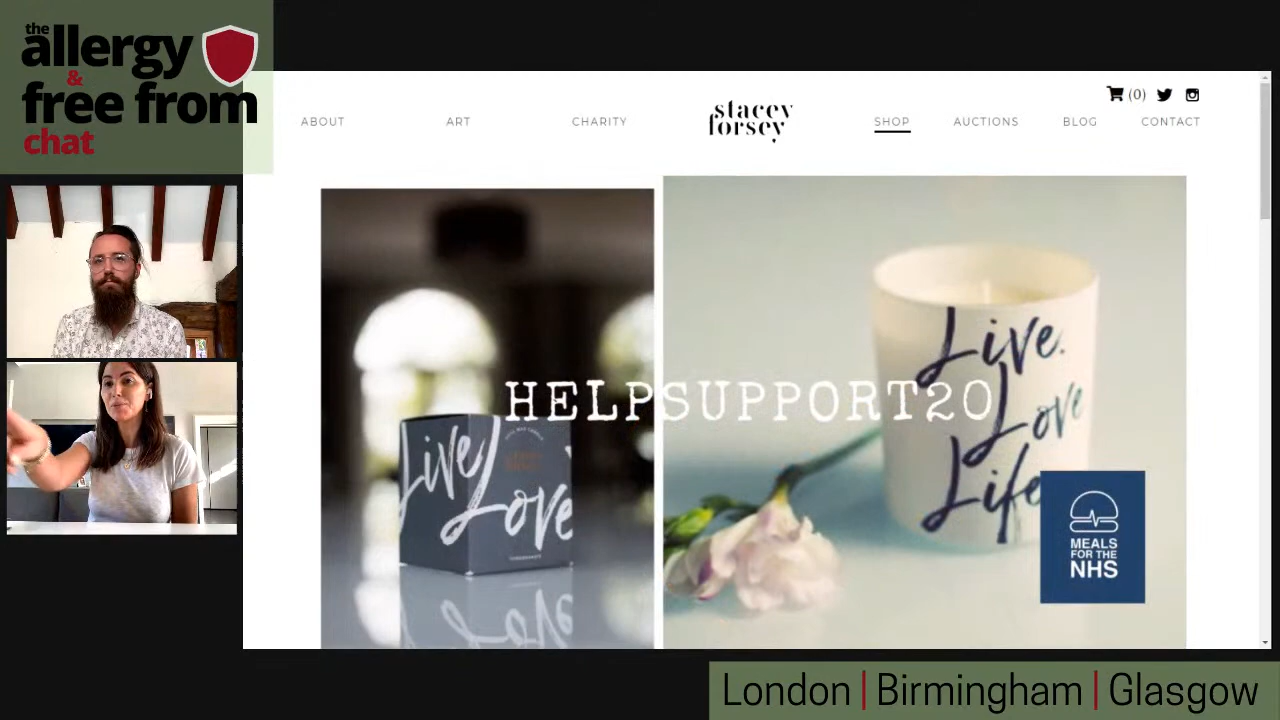 the
allergy
&
free from
chat
(0)
ABOUT
ART
CHARITY
stacey
forsey
SHOP
AUCTIONS
BLOG
CONTACT
HELPSUPPORT20
Live
Love
Live.
Love
Life
MEALS
FOR THE
NHS
London | Birmingham | Glasgow